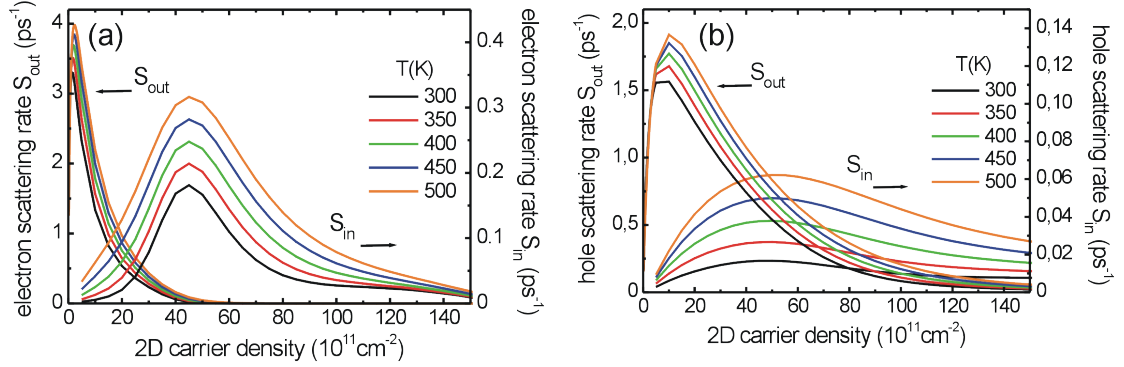 (a)
electron scattering rate S_out (ps⁻¹)
4
3
2
1
0
0 20 40 60 80 100 120 140
2D carrier density (10¹¹cm⁻²)
0.4
0.3
0.2
0.1
0
electron scattering rate S_in (ps⁻¹)
S_out
S_in
T(K)
300
350
400
450
500
(b)
hole scattering rate S_out (ps⁻¹)
2.0
1.5
1.0
0.5
0
0 20 40 60 80 100 120 140
2D carrier density (10¹¹cm⁻²)
0,14
0,12
0,10
0,08
0,06
0,04
0,02
0
hole scattering rate S_in (ps⁻¹)
S_out
S_in
T(K)
300
350
400
450
500